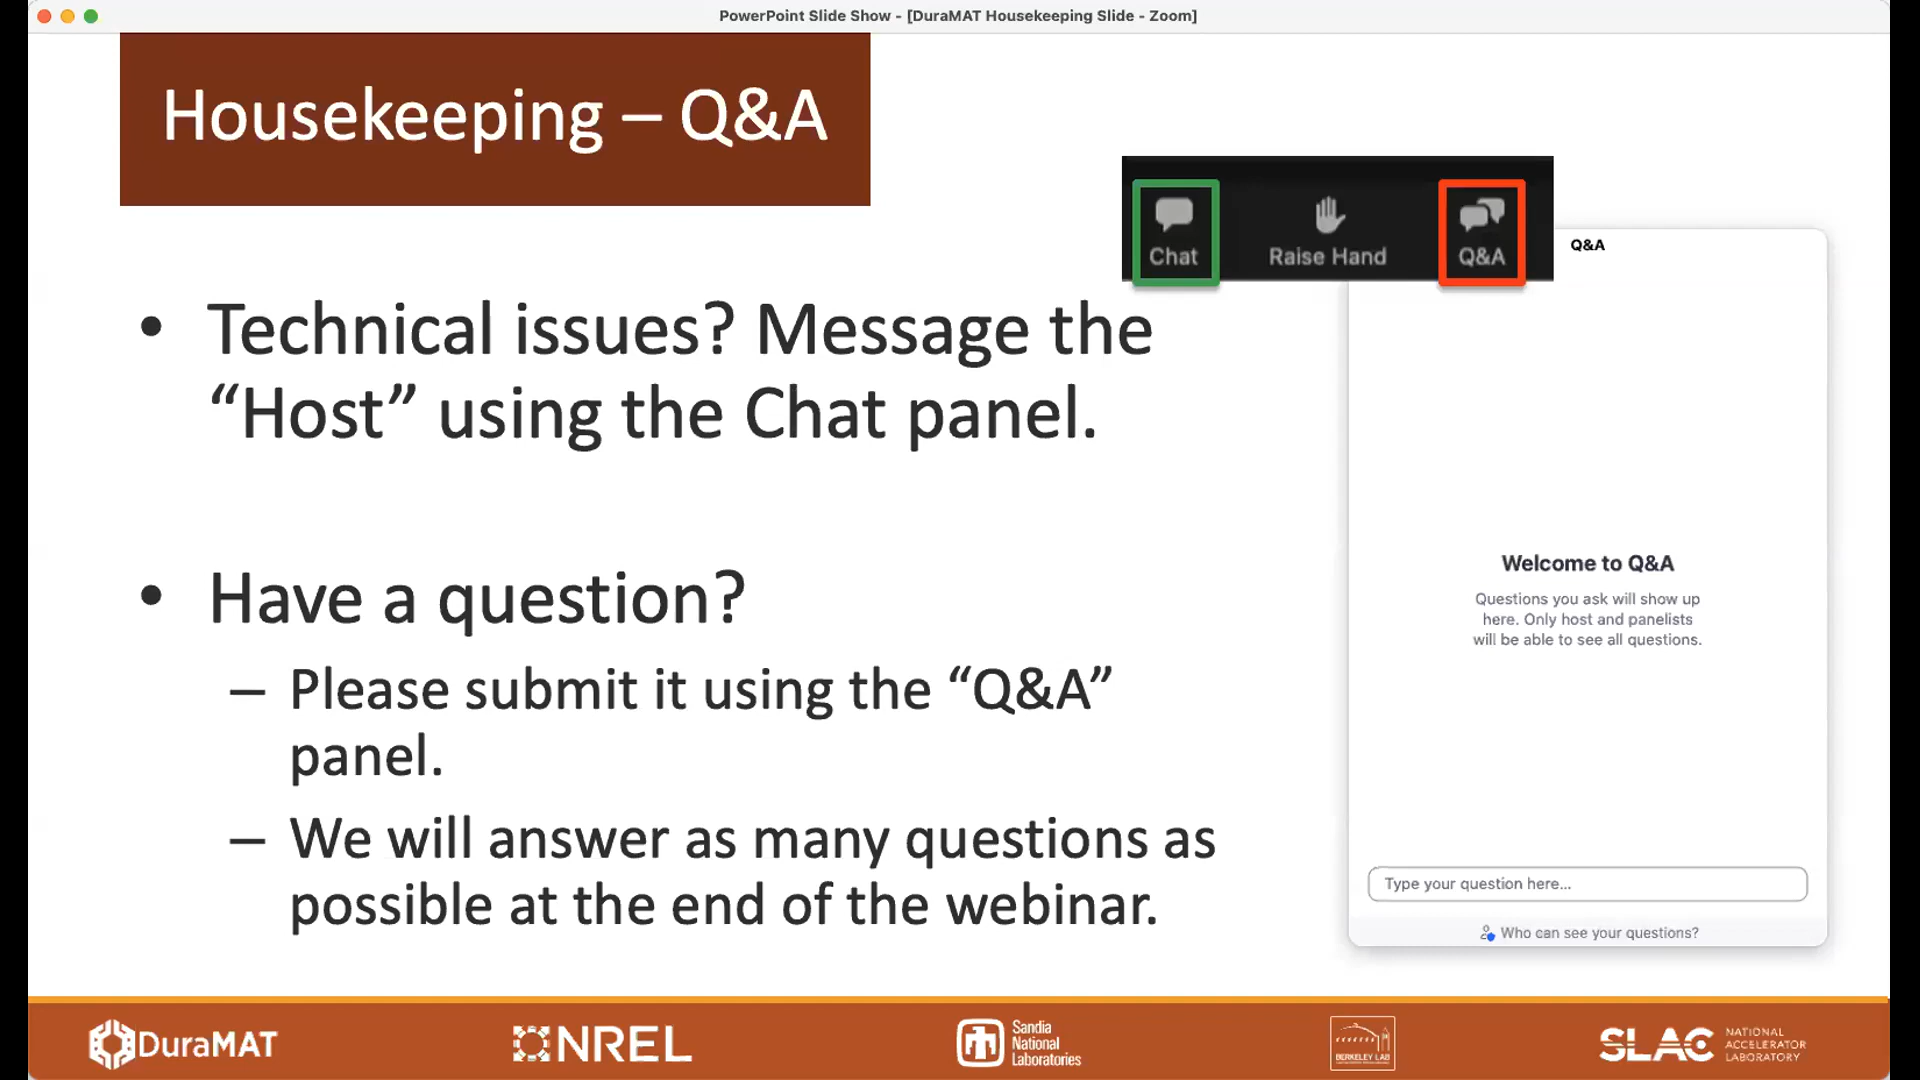 PowerPoint Slide Show - [DuraMAT Housekeeping Slide - Zoom]
Housekeeping – Q&A
Chat
Raise Hand
Q&A
Q&A
• Technical issues? Message the
“Host” using the Chat panel.
• Have a question?
– Please submit it using the “Q&A”
panel.
– We will answer as many questions as
possible at the end of the webinar.
Welcome to Q&A
Questions you ask will show up
here. Only host and panelists
will be able to see all questions.
Type your question here...
Who can see your questions?
DuraMAT
NREL
Sandia
National
Laboratories
BERKELEY LAB
SLAC
NATIONAL
ACCELERATOR
LABORATORY